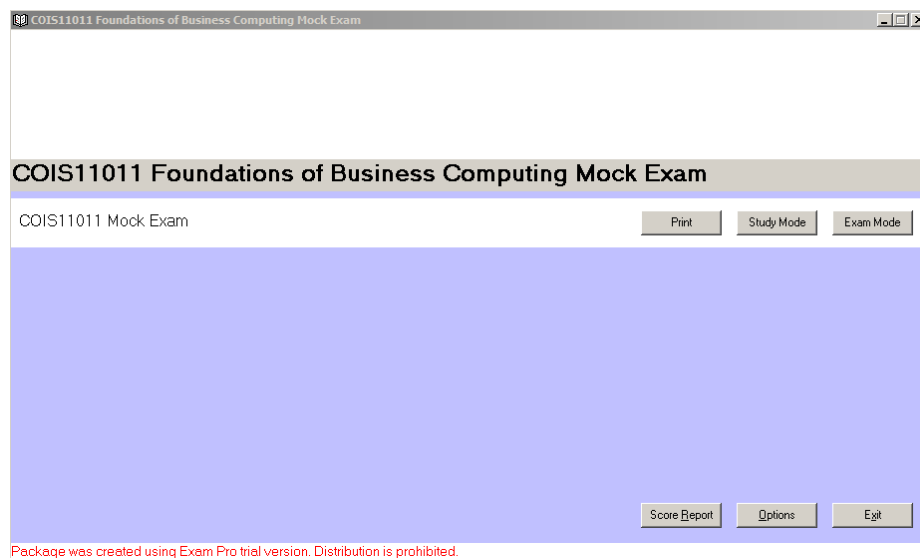 COIS11011 Foundations of Business Computing Mock Exam
COIS11011 Foundations of Business Computing Mock Exam
COIS11011 Mock Exam Print Study Mode Exam Mode
Score Report Options Exit
Package was created using Exam Pro trial version. Distribution is prohibited.